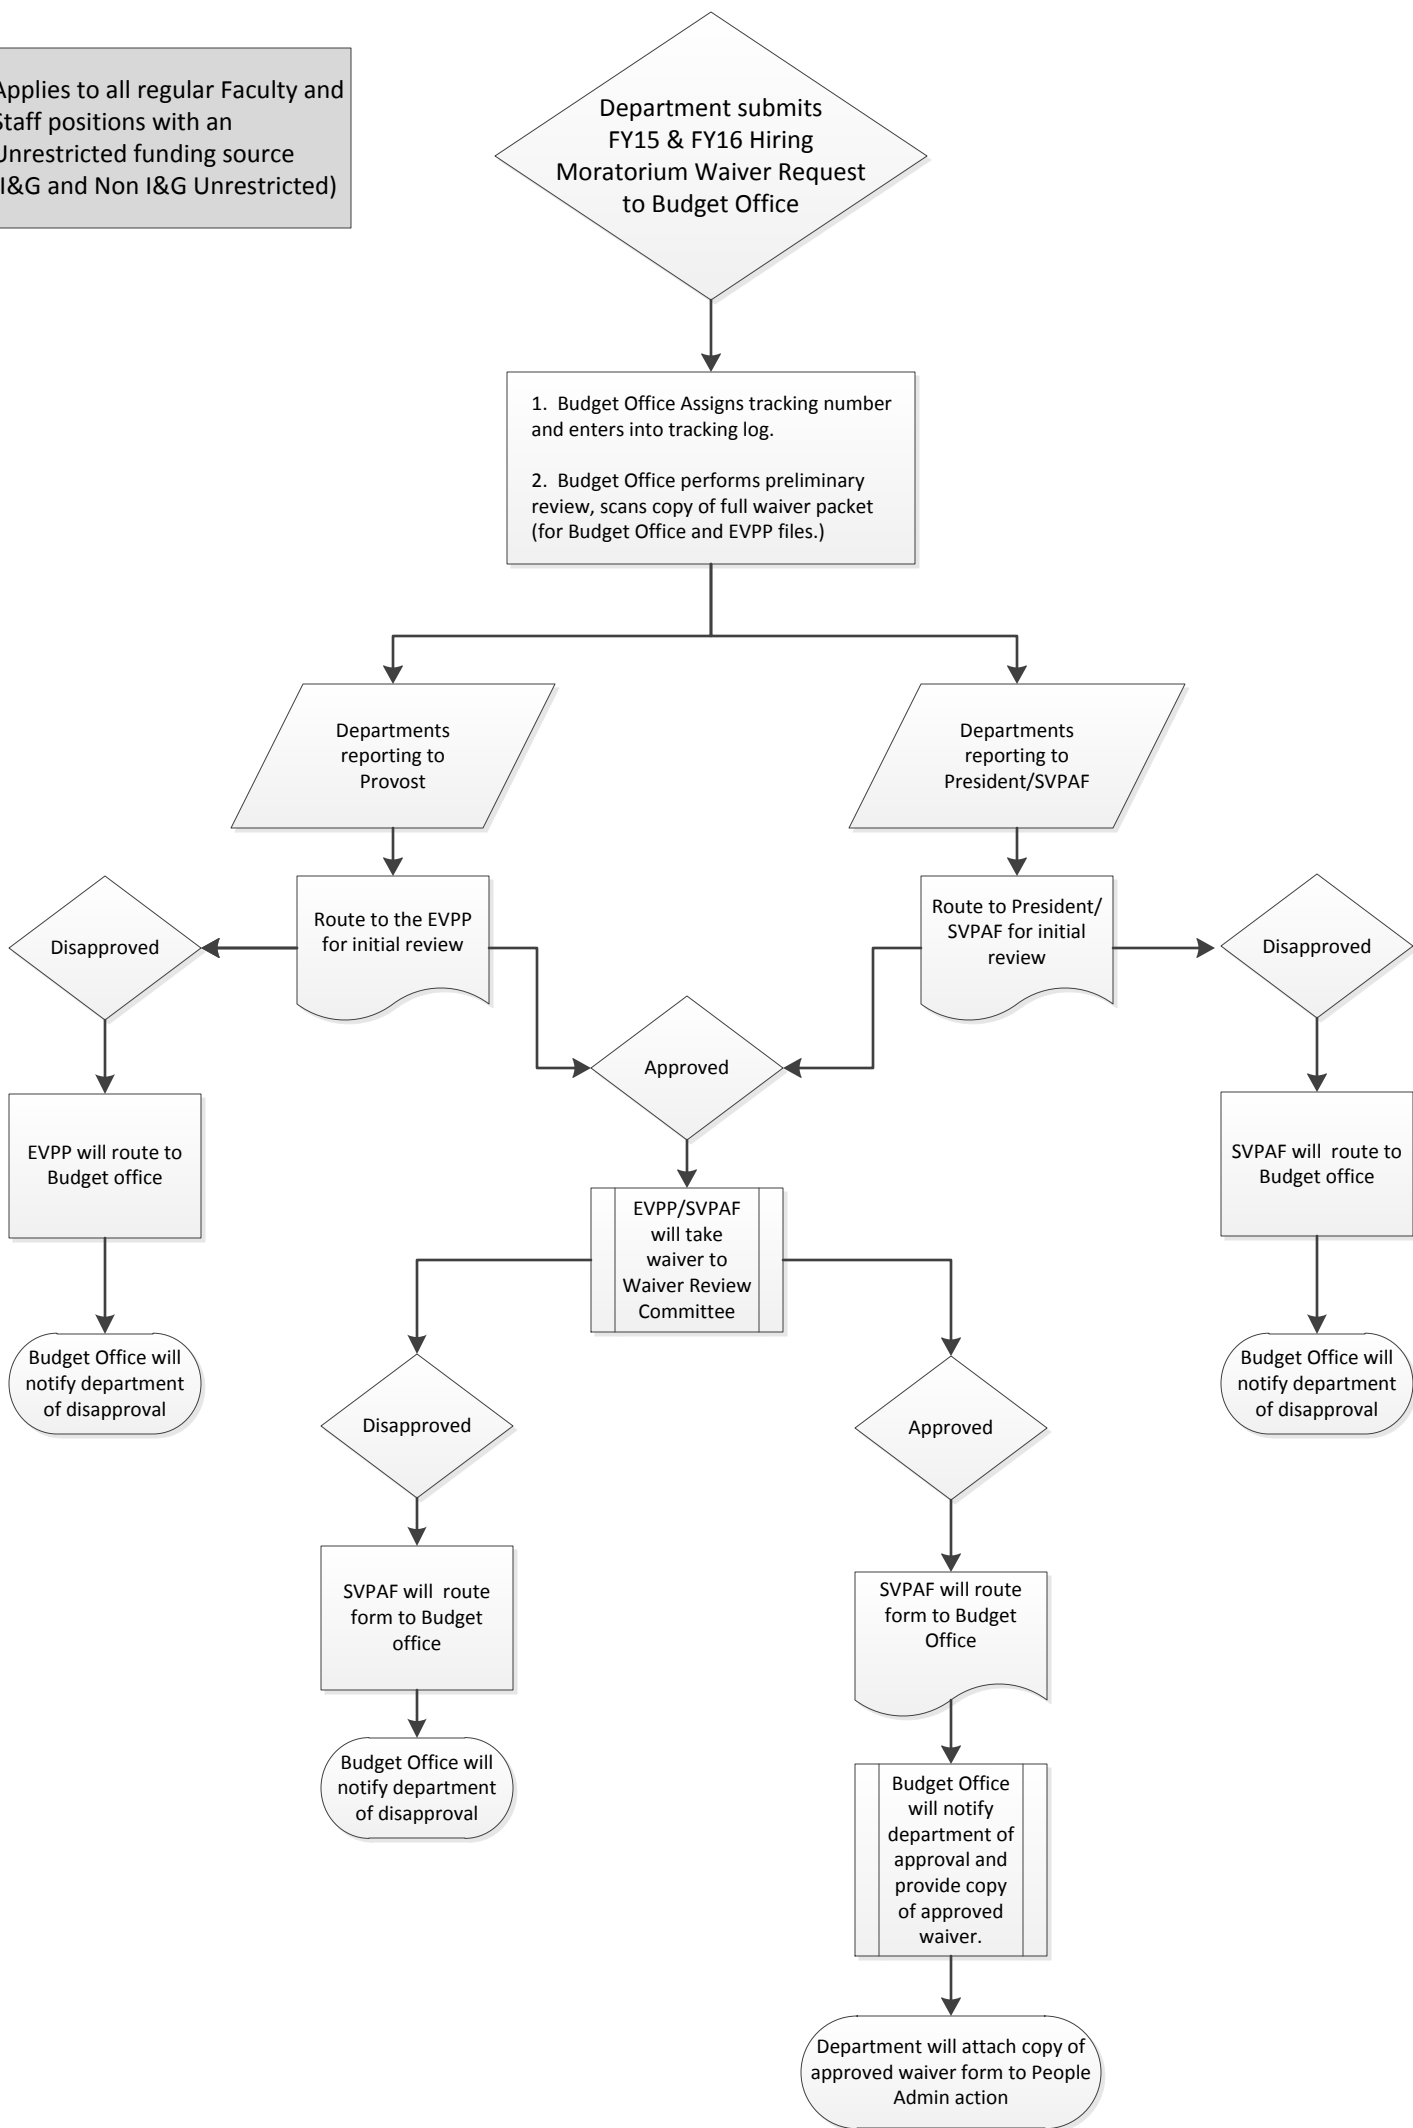 Applies to all regular Faculty and
Staff positions with an
Unrestricted funding source
I&G and Non I&G Unrestricted)
Department submits
FY15 & FY16 Hiring
Moratorium Waiver Request
to Budget Office
1. Budget Office Assigns tracking number
and enters into tracking log.
2. Budget Office performs preliminary
review, scans copy of full waiver packet
(for Budget Office and EVPP files.)
Departments
reporting to
Provost
Departments
reporting to
President/SVPAF
Disapproved
Route to the EVPP
for initial review
Route to President/
SVPAF for initial
review
Disapproved
Approved
EVPP will route to
Budget office
SVPAF will route to
Budget office
EVPP/SVPAF
will take
waiver to
Waiver Review
Committee
Budget Office will
notify department
of disapproval
Budget Office will
notify department
of disapproval
Disapproved
Approved
SVPAF will route
form to Budget
office
SVPAF will route
form to Budget
Office
Budget Office will
notify department
of disapproval
Budget Office
will notify
department of
approval and
provide copy
of approved
waiver.
Department will attach copy of
approved waiver form to People
Admin action